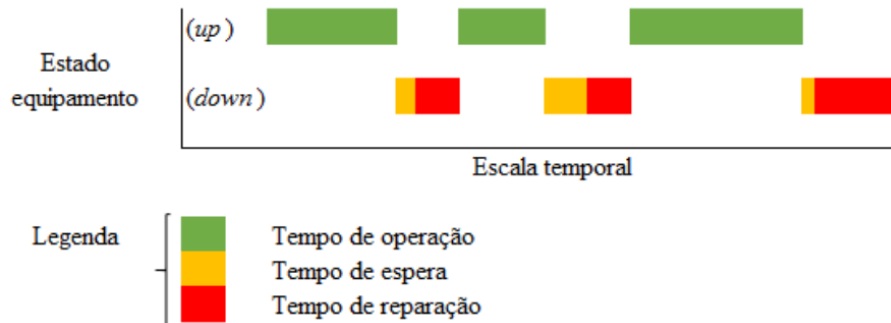 (up)
Estado
equipamento
(down)
Escala temporal
Legenda
Tempo de operação
Tempo de espera
Tempo de reparação